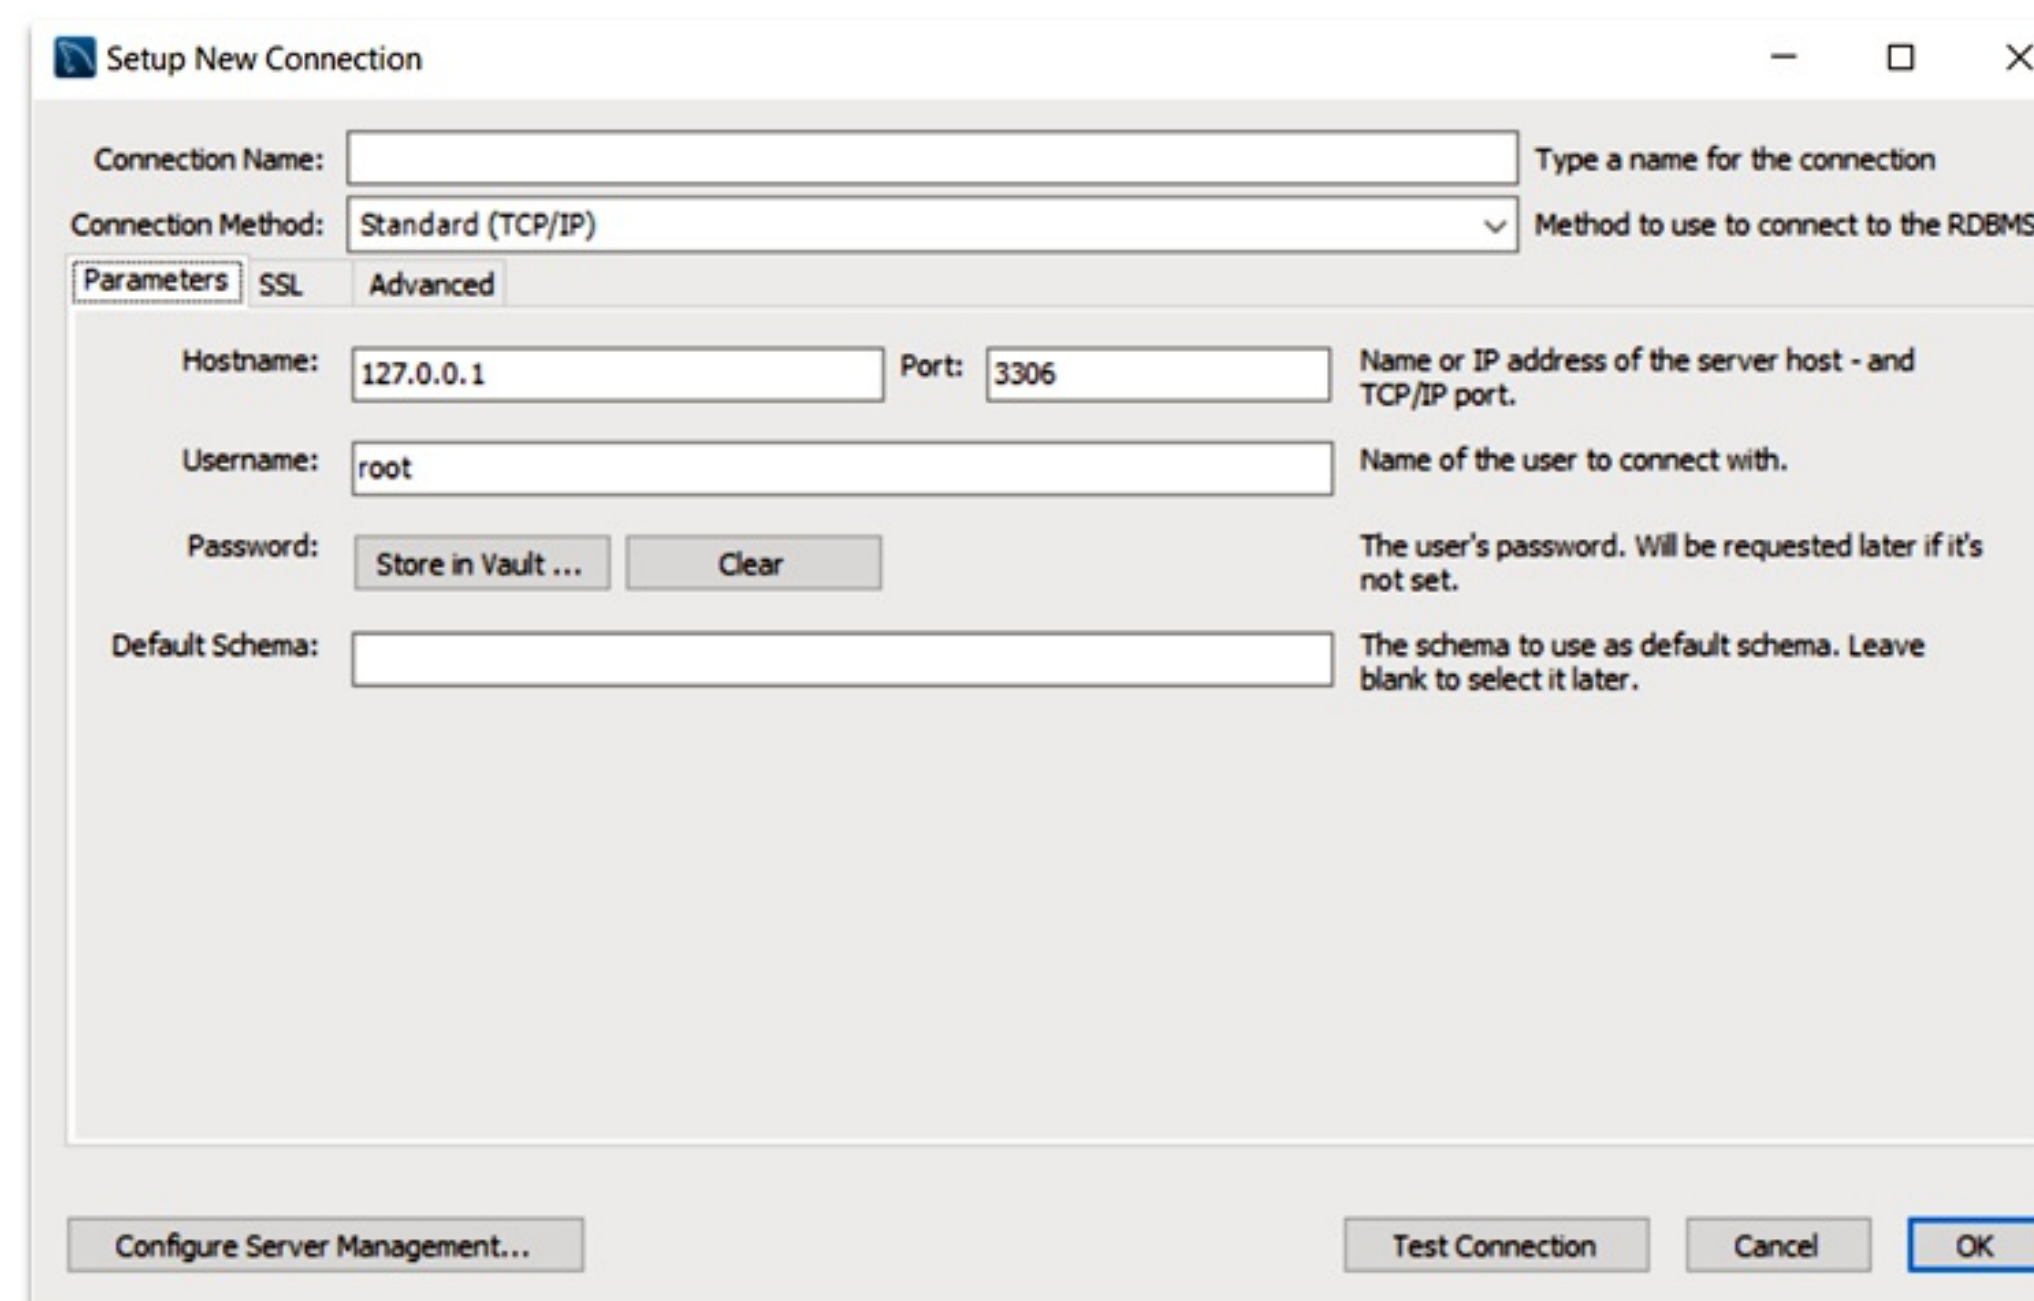 Setup New Connection
Connection Name: Type a name for the connection
Connection Method: Standard (TCP/IP) Method to use to connect to the RDBMS
Parameters SSL Advanced
Hostname: 127.0.0.1 Port: 3306 Name or IP address of the server host - and
TCP/IP port.
Username: root Name of the user to connect with.
Password: Store in Vault ... Clear The user's password. Will be requested later if it's
not set.
Default Schema: The schema to use as default schema. Leave
blank to select it later.
Configure Server Management... Test Connection Cancel OK